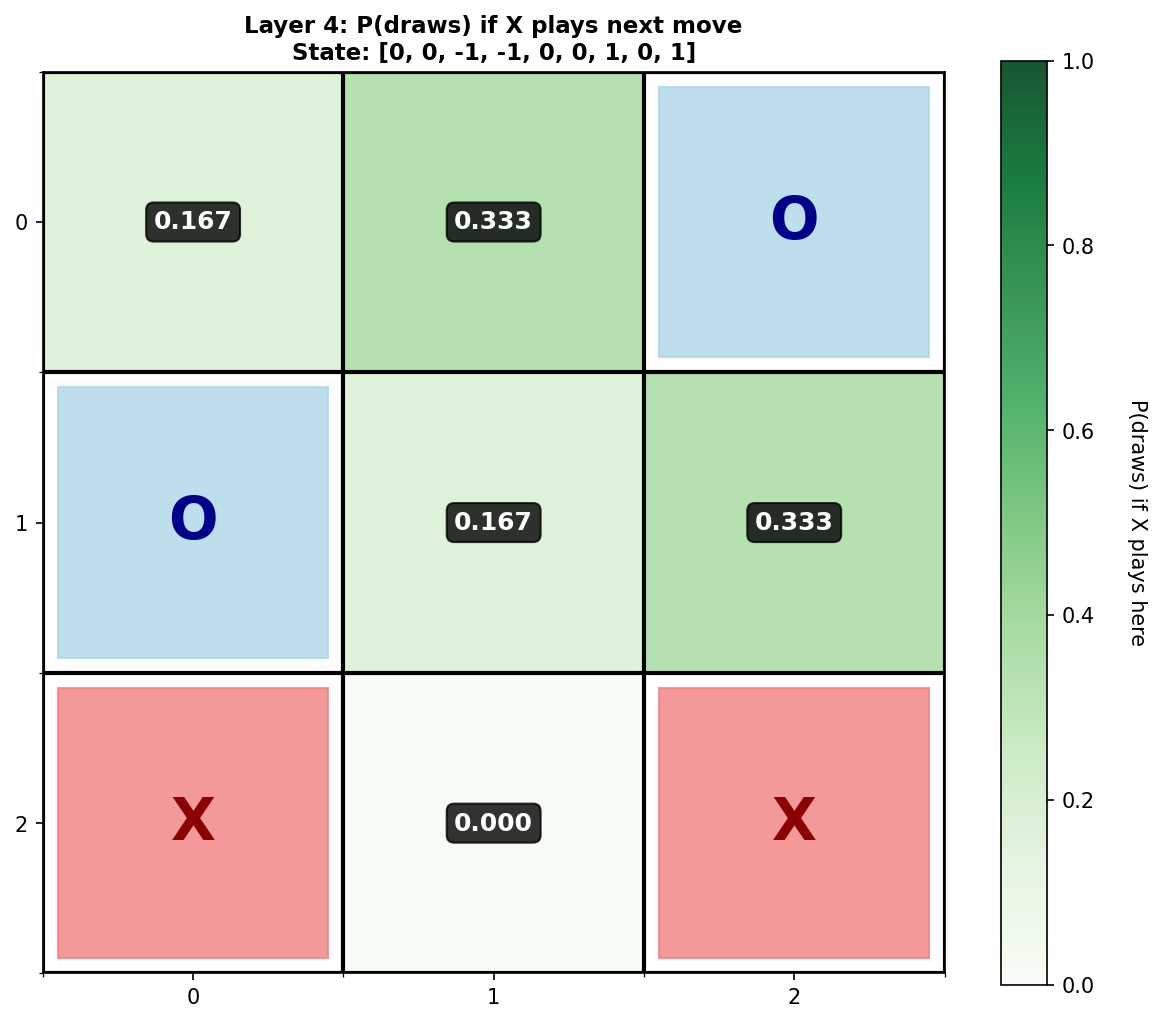 Layer 4: P(draws) if X plays next move
State: [0, 0, -1, -1, 0, 0, 1, 0, 1]
0
0.167
0.333
O
1
O
0.167
0.333
2
X
0.000
X
0
1
2
1.0
0.8
0.6
0.4
0.2
0.0
P(draws) if X plays here